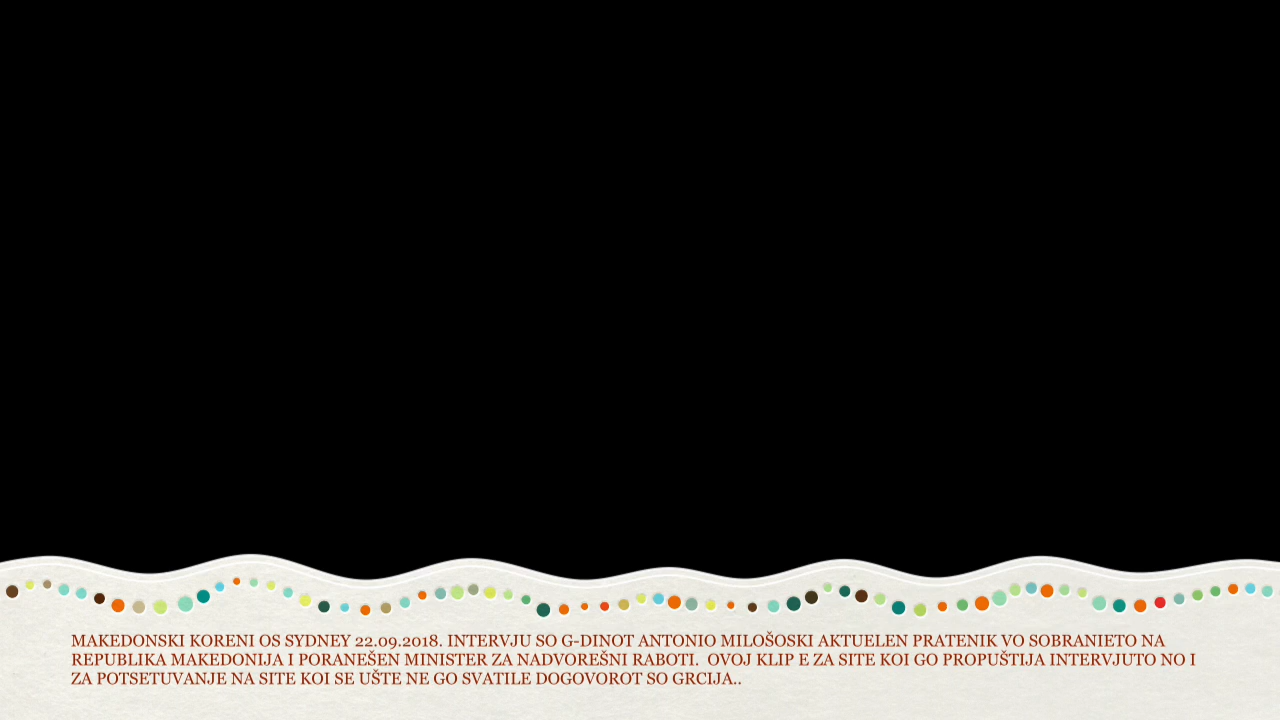 MAKEDONSKI KORENI OS SYDNEY 22.09.2018. INTERVJU SO G-DINOT ANTONIO MILOŠOSKI AKTUELEN PRATENIK VO SOBRANIETO NA
REPUBLIKA MAKEDONIJA I PORANEŠEN MINISTER ZA NADVOREŠNI RABOTI.  OVOJ KLIP E ZA SITE KOI GO PROPUŠTIJA INTERVJUTO NO I
ZA POTSETUVANJE NA SITE KOI SE UŠTE NE GO SVATILE DOGOVOROT SO GRCIJA..